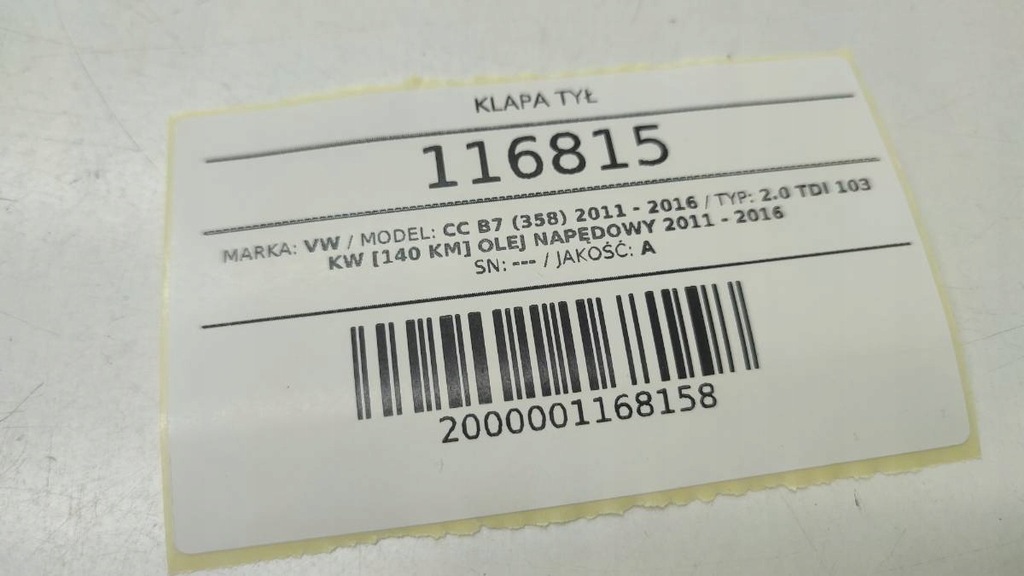 KLAPA TYŁ
116815
MARKA: VW / MODEL: CC B7 (358) 2011 - 2016 / TYP: 2.0 TDI 103
KW [140 KM] OLEJ NAPĘDOWY 2011 - 2016
SN: --- / JAKOŚĆ: A
2000001168158